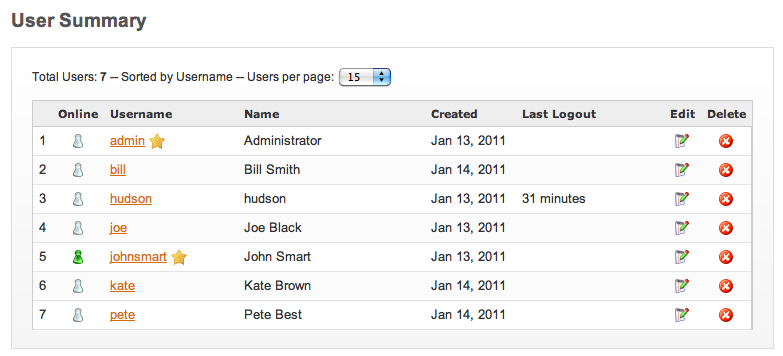 User Summary
Total Users: 7 -- Sorted by Username -- Users per page: 15
Online Username Name Created Last Logout Edit Delete
1 admin Administrator Jan 13, 2011
2 bill Bill Smith Jan 14, 2011
3 hudson hudson Jan 13, 2011 31 minutes
4 joe Joe Black Jan 13, 2011
5 johnsmart John Smart Jan 13, 2011
6 kate Kate Brown Jan 14, 2011
7 pete Pete Best Jan 14, 2011